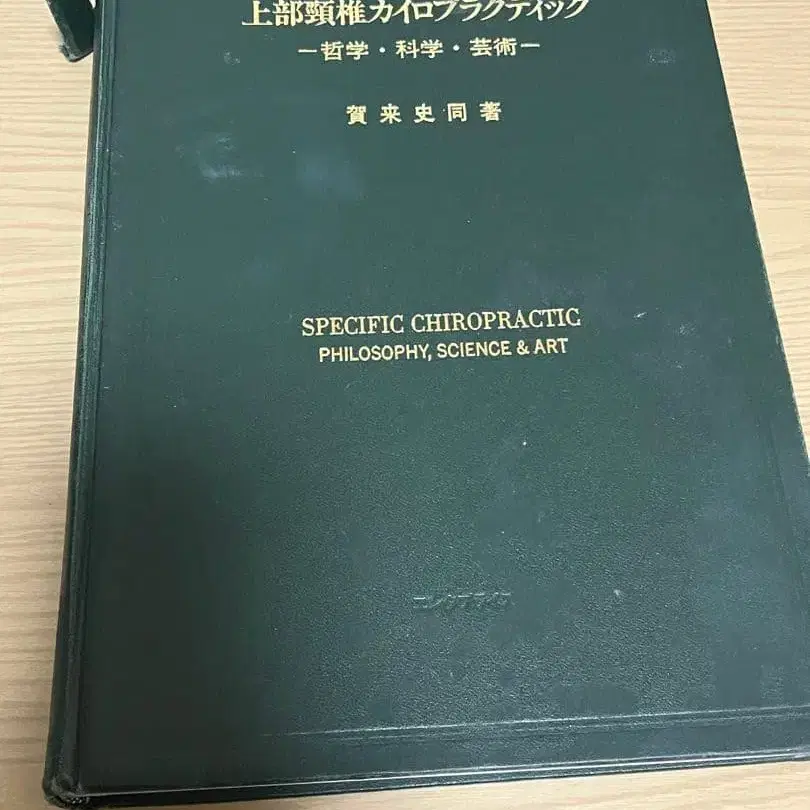 上部頸椎カイロプラクティック
─哲学・科学・芸術─
賀来史同著
SPECIFIC CHIROPRACTIC
PHILOSOPHY, SCIENCE & ART